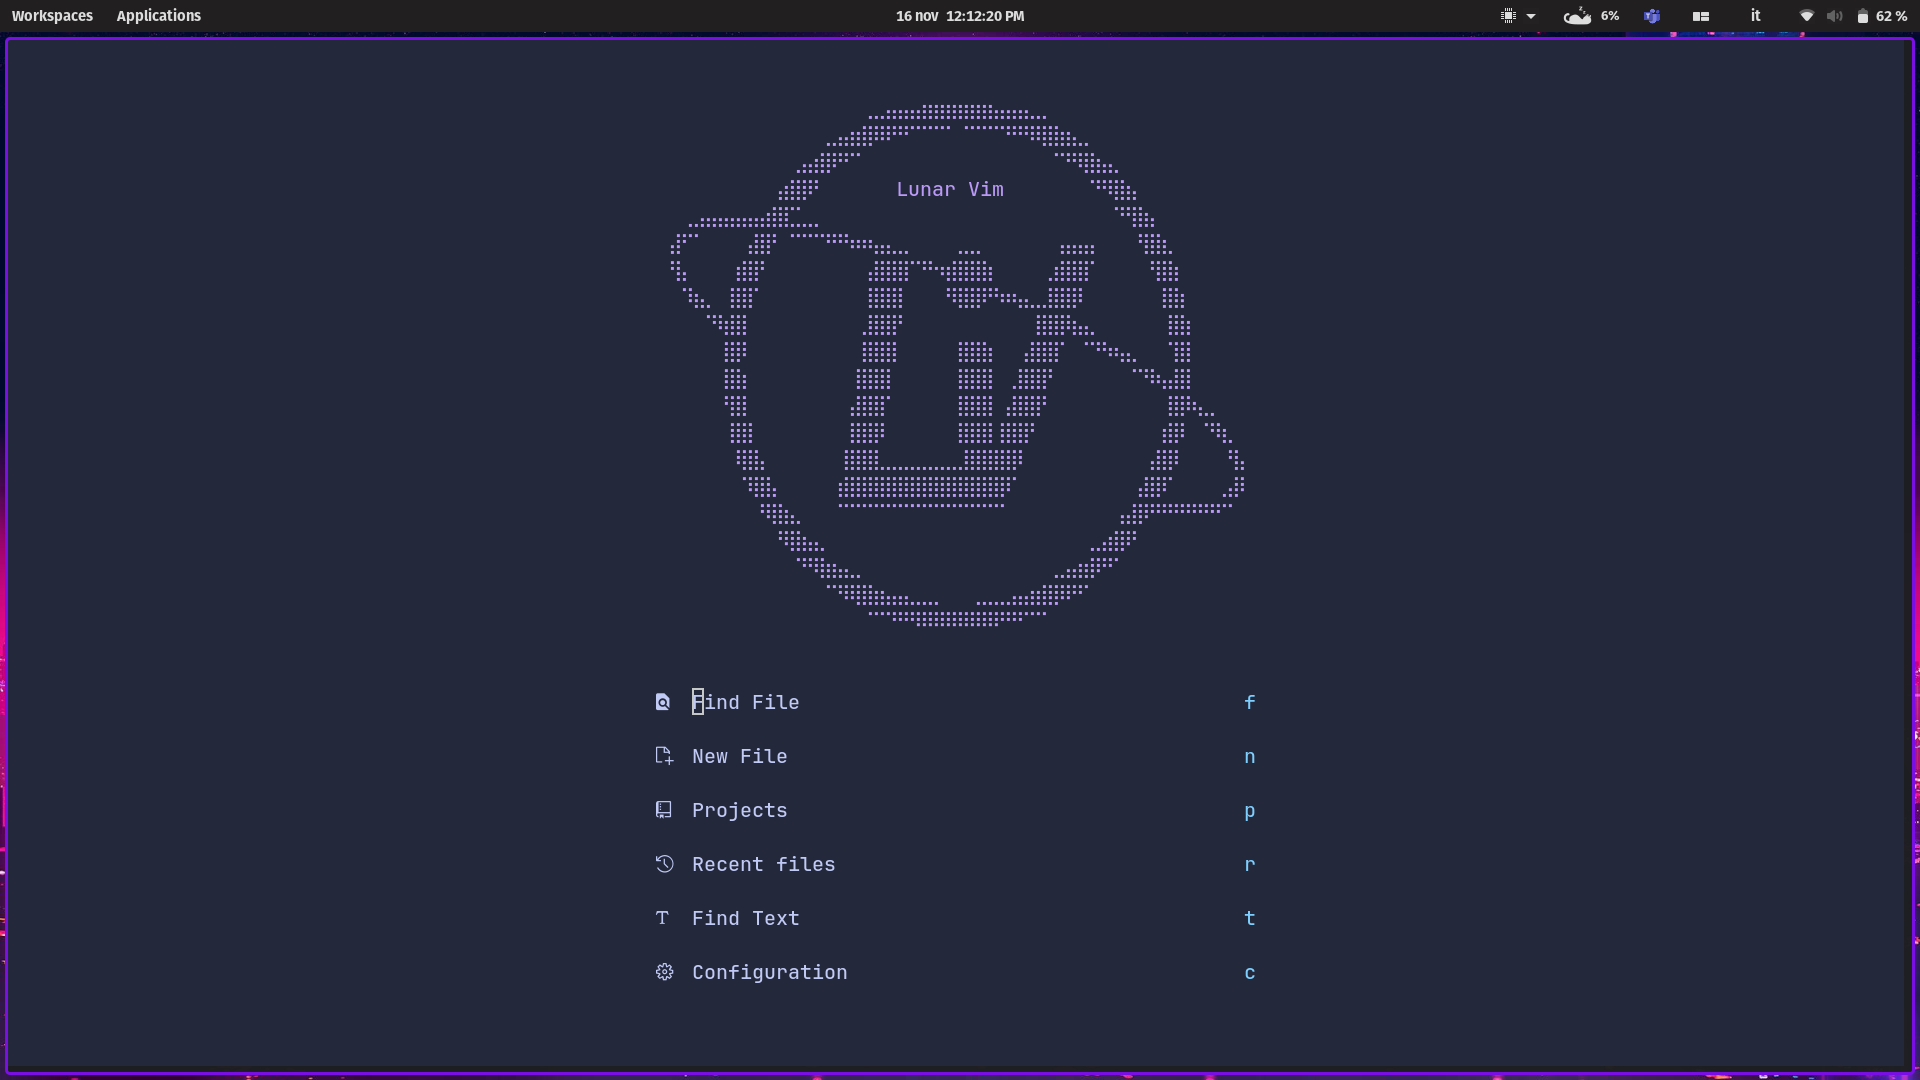 Workspaces Applications 16 nov 12:12:20 PM 6% it 62 %
Lunar Vim
Find File f
New File n
Projects p
Recent files r
Find Text t
Configuration c